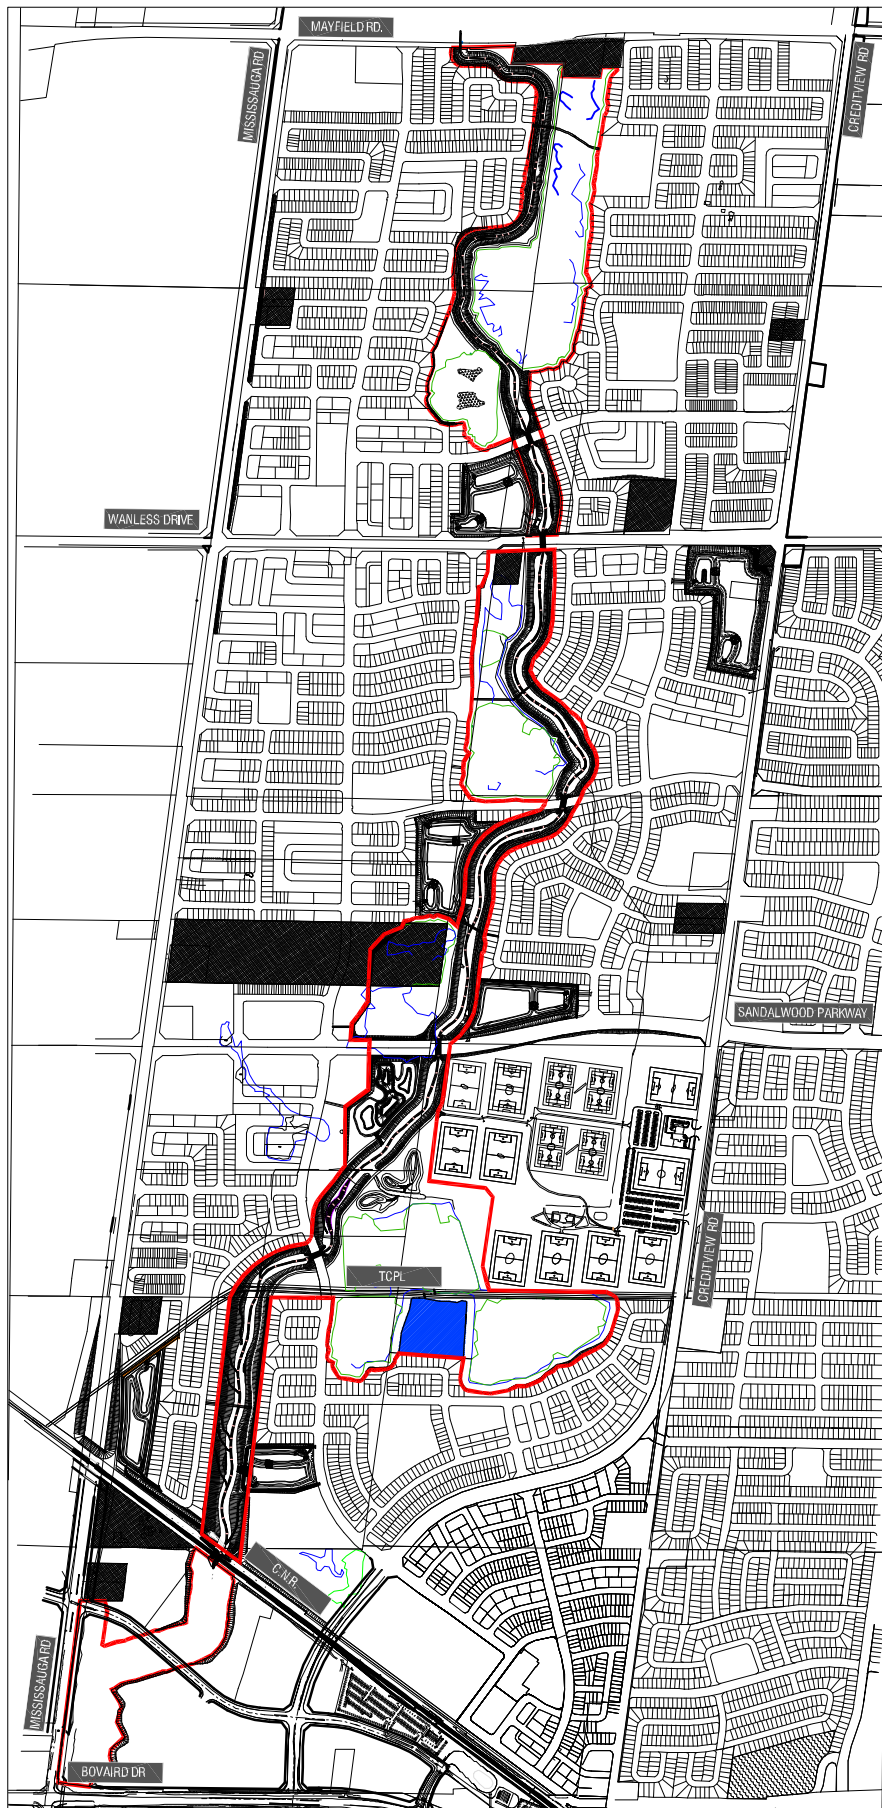 MAYFIELD RD.
MISSISSAUGA RD
CREDITVIEW RD
WANLESS DRIVE
SANDALWOOD PARKWAY
CREDITVIEW RD
TCPL
C.N.R.
MISSISSAUGA RD
BOVAIRD DR